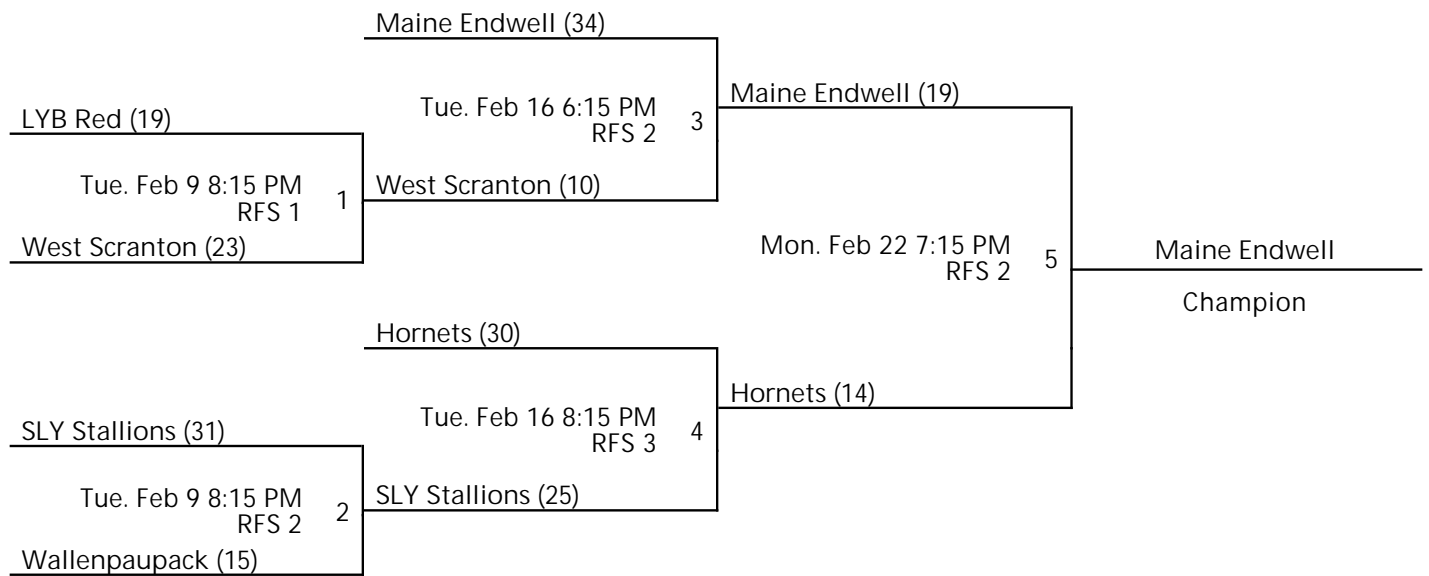 Maine Endwell (34)
Tue. Feb 16 6:15 PM
RFS 2
3
Maine Endwell (19)
LYB Red (19)
Tue. Feb 9 8:15 PM
RFS 1
1
West Scranton (10)
West Scranton (23)
Mon. Feb 22 7:15 PM
RFS 2
5
Maine Endwell
Champion
Hornets (30)
Tue. Feb 16 8:15 PM
RFS 3
4
Hornets (14)
SLY Stallions (31)
Tue. Feb 9 8:15 PM
RFS 2
2
SLY Stallions (25)
Wallenpaupack (15)